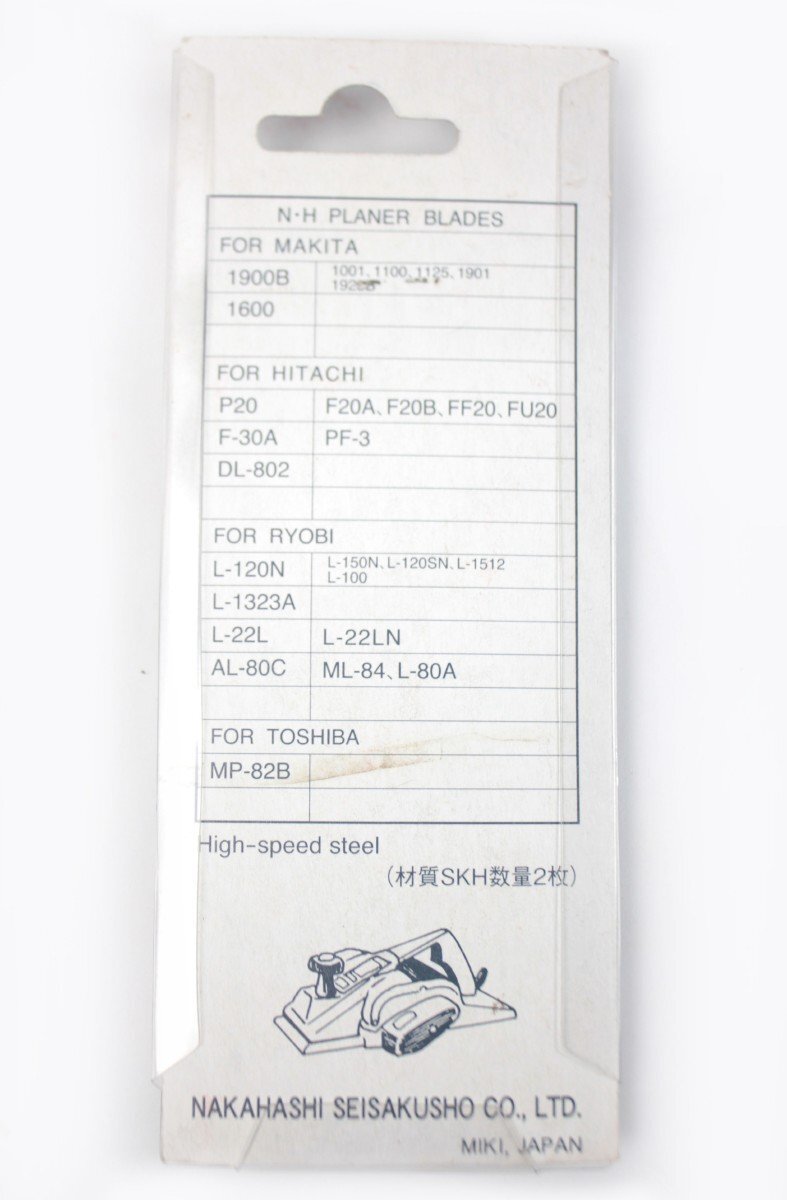 N·H PLANER BLADES
FOR MAKITA
1900B 1001、1100、1125、1901
1600
FOR HITACHI
P20 F20A、F20B、FF20、FU20
F-30A PF-3
DL-802
FOR RYOBI
L-120N L-150N、L-120SN、L-1512
L-100
L-1323A
L-22L L-22LN
AL-80C ML-84、L-80A
FOR TOSHIBA
MP-82B
High-speed steel
(材質SKH数量2枚)
NAKAHASHI SEISAKUSHO CO., LTD.
MIKI, JAPAN